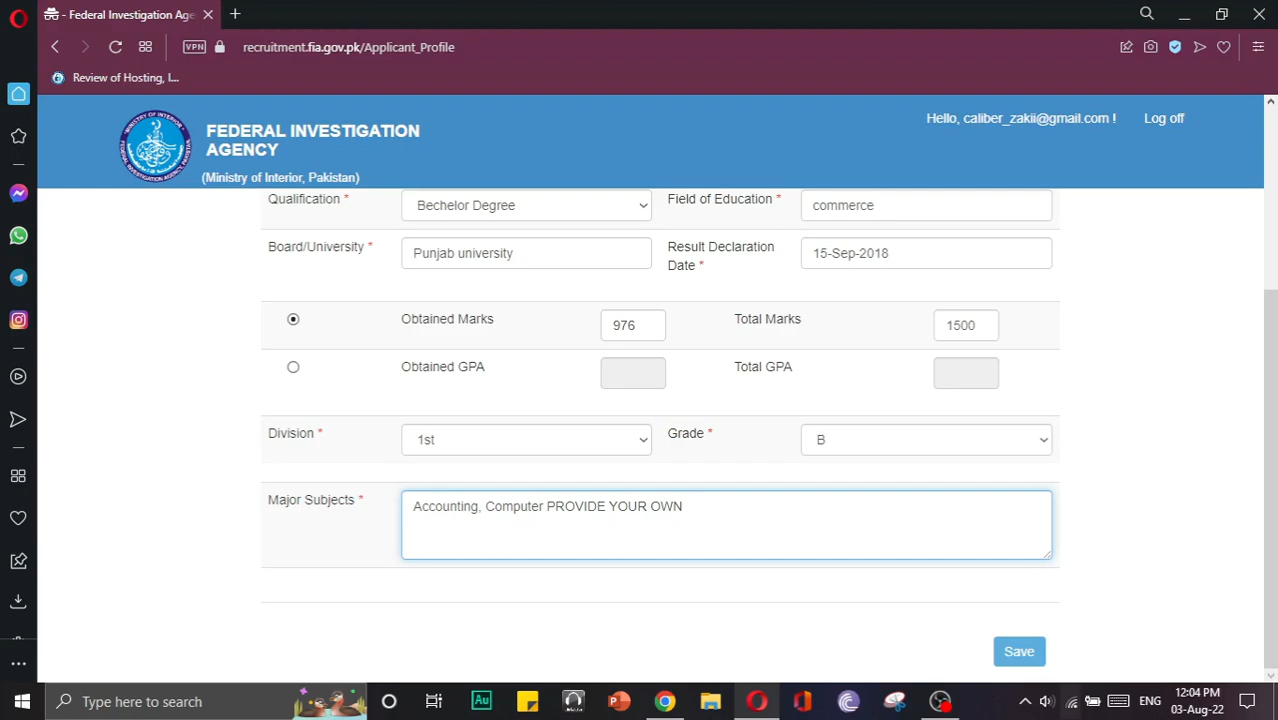 - Federal Investigation Age
recruitment.fia.gov.pk/Applicant_Profile
VPN
Review of Hosting, I...
FEDERAL INVESTIGATION
AGENCY
(Ministry of Interior, Pakistan)
Hello, caliber_zakii@gmail.com !
Log off
Qualification *
Bechelor Degree
Field of Education *
commerce
Board/University *
Punjab university
Result Declaration
Date *
15-Sep-2018
Obtained Marks
976
Total Marks
1500
Obtained GPA
Total GPA
Division *
1st
Grade *
B
Major Subjects *
Accounting, Computer PROVIDE YOUR OWN
Save
Type here to search
Au
ENG
12:04 PM
03-Aug-22